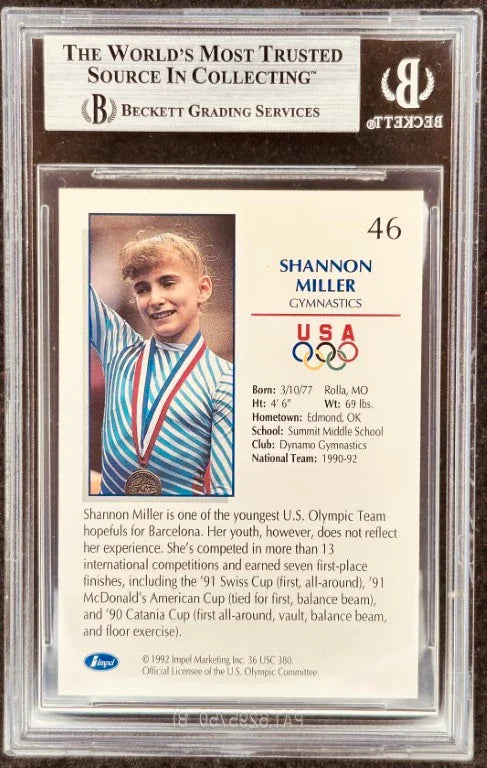 THE WORLD'S MOST TRUSTED
SOURCE IN COLLECTING™
B BECKETT GRADING SERVICES
B
BECKETT®
46
SHANNON
MILLER
GYMNASTICS
USA
Born: 3/10/77 Rolla, MO
Ht: 4' 6" Wt: 69 lbs.
Hometown: Edmond, OK
School: Summit Middle School
Club: Dynamo Gymnastics
National Team: 1990-92
Shannon Miller is one of the youngest U.S. Olympic Team
hopefuls for Barcelona. Her youth, however, does not reflect
her experience. She's competed in more than 13
international competitions and earned seven first-place
finishes, including the '91 Swiss Cup (first, all-around), '91
McDonald's American Cup (tied for first, balance beam),
and '90 Catania Cup (first all-around, vault, balance beam,
and floor exercise).
Impel
© 1992 Impel Marketing Inc. 36 USC 380.
Official Licensee of the U.S. Olympic Committee.